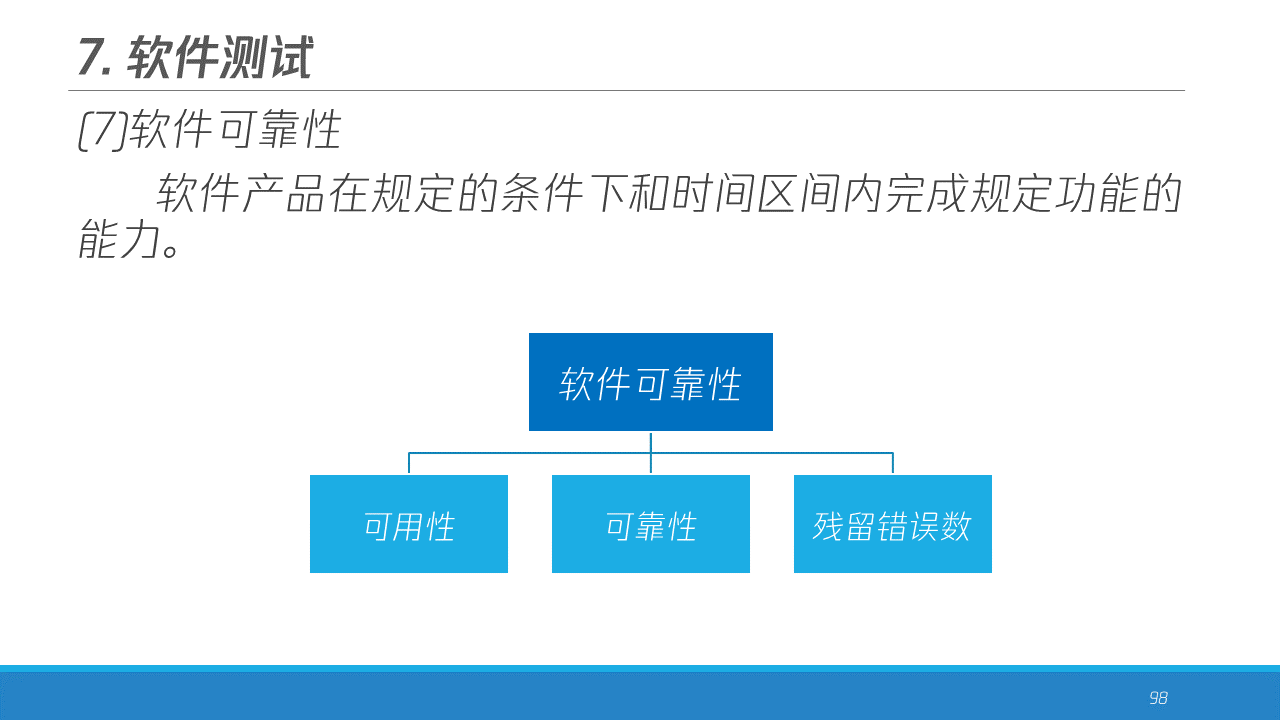 7. 软件测试
(7)软件可靠性
软件产品在规定的条件下和时间区间内完成规定功能的
能力。
软件可靠性
可用性
可靠性
残留错误数
98